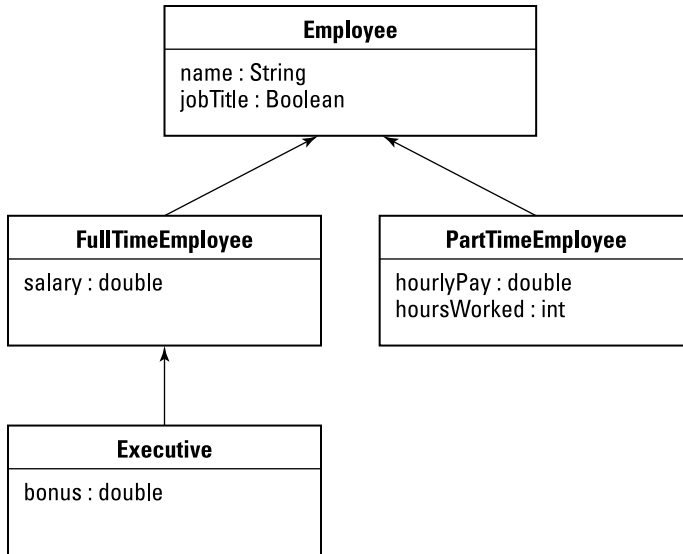 Employee
name : String
jobTitle : Boolean
FullTimeEmployee
salary : double
PartTimeEmployee
hourlyPay : double
hoursWorked : int
Executive
bonus : double